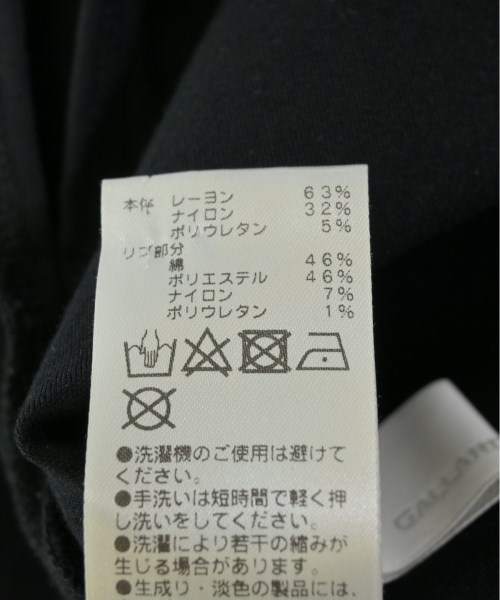 本体 レーヨン 63%
ナイロン 32%
ポリウレタン 5%
リブ部分
綿 46%
ポリエステル 46%
ナイロン 7%
ポリウレタン 1%
●洗濯機のご使用は避けて
ください。
●手洗いは短時間で軽く押
し洗いをしてください。
●洗濯により若干の縮みが
生じる場合があります。
●生成り・淡色の製品には、